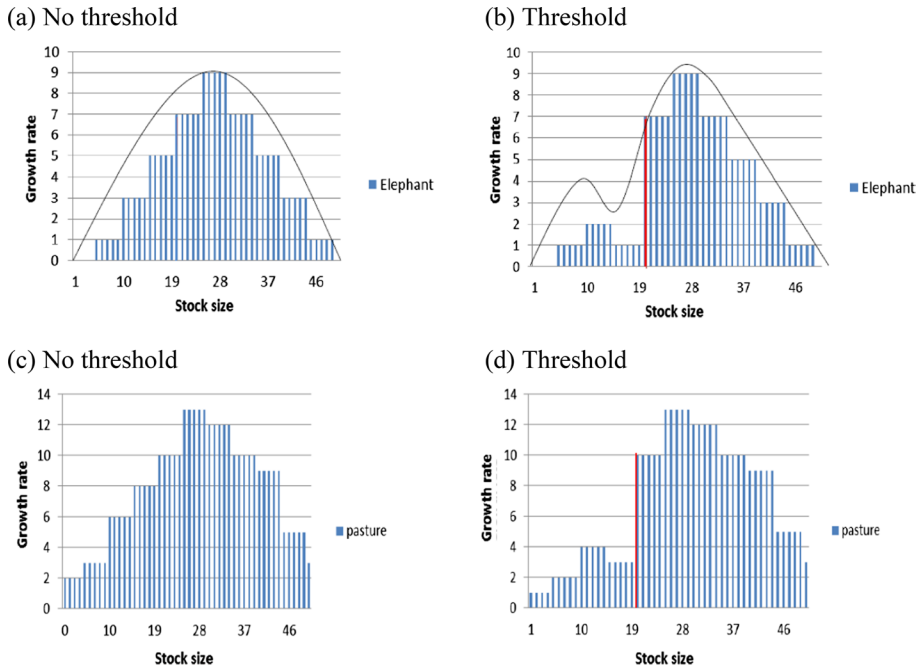 (a) No threshold
10
9
8
7
6
5
4
3
2
1
0
Growth rate
1 10 19 28 37 46
Stock size
Elephant
(b) Threshold
10
9
8
7
6
5
4
3
2
1
0
Growth rate
1 10 19 28 37 46
Stock size
Elephant
(c) No threshold
14
12
10
8
6
4
2
0
Growth rate
0 10 19 28 37 46
Stock size
pasture
(d) Threshold
14
12
10
8
6
4
2
0
Growth rate
1 10 19 28 37 46
Stock size
pasture